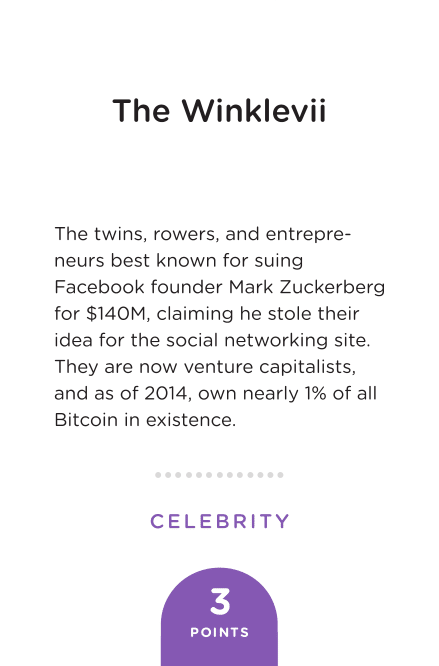 The Winklevii
The twins, rowers, and entrepre-
neurs best known for suing
Facebook founder Mark Zuckerberg
for $140M, claiming he stole their
idea for the social networking site.
They are now venture capitalists,
and as of 2014, own nearly 1% of all
Bitcoin in existence.
CELEBRITY
3
POINTS